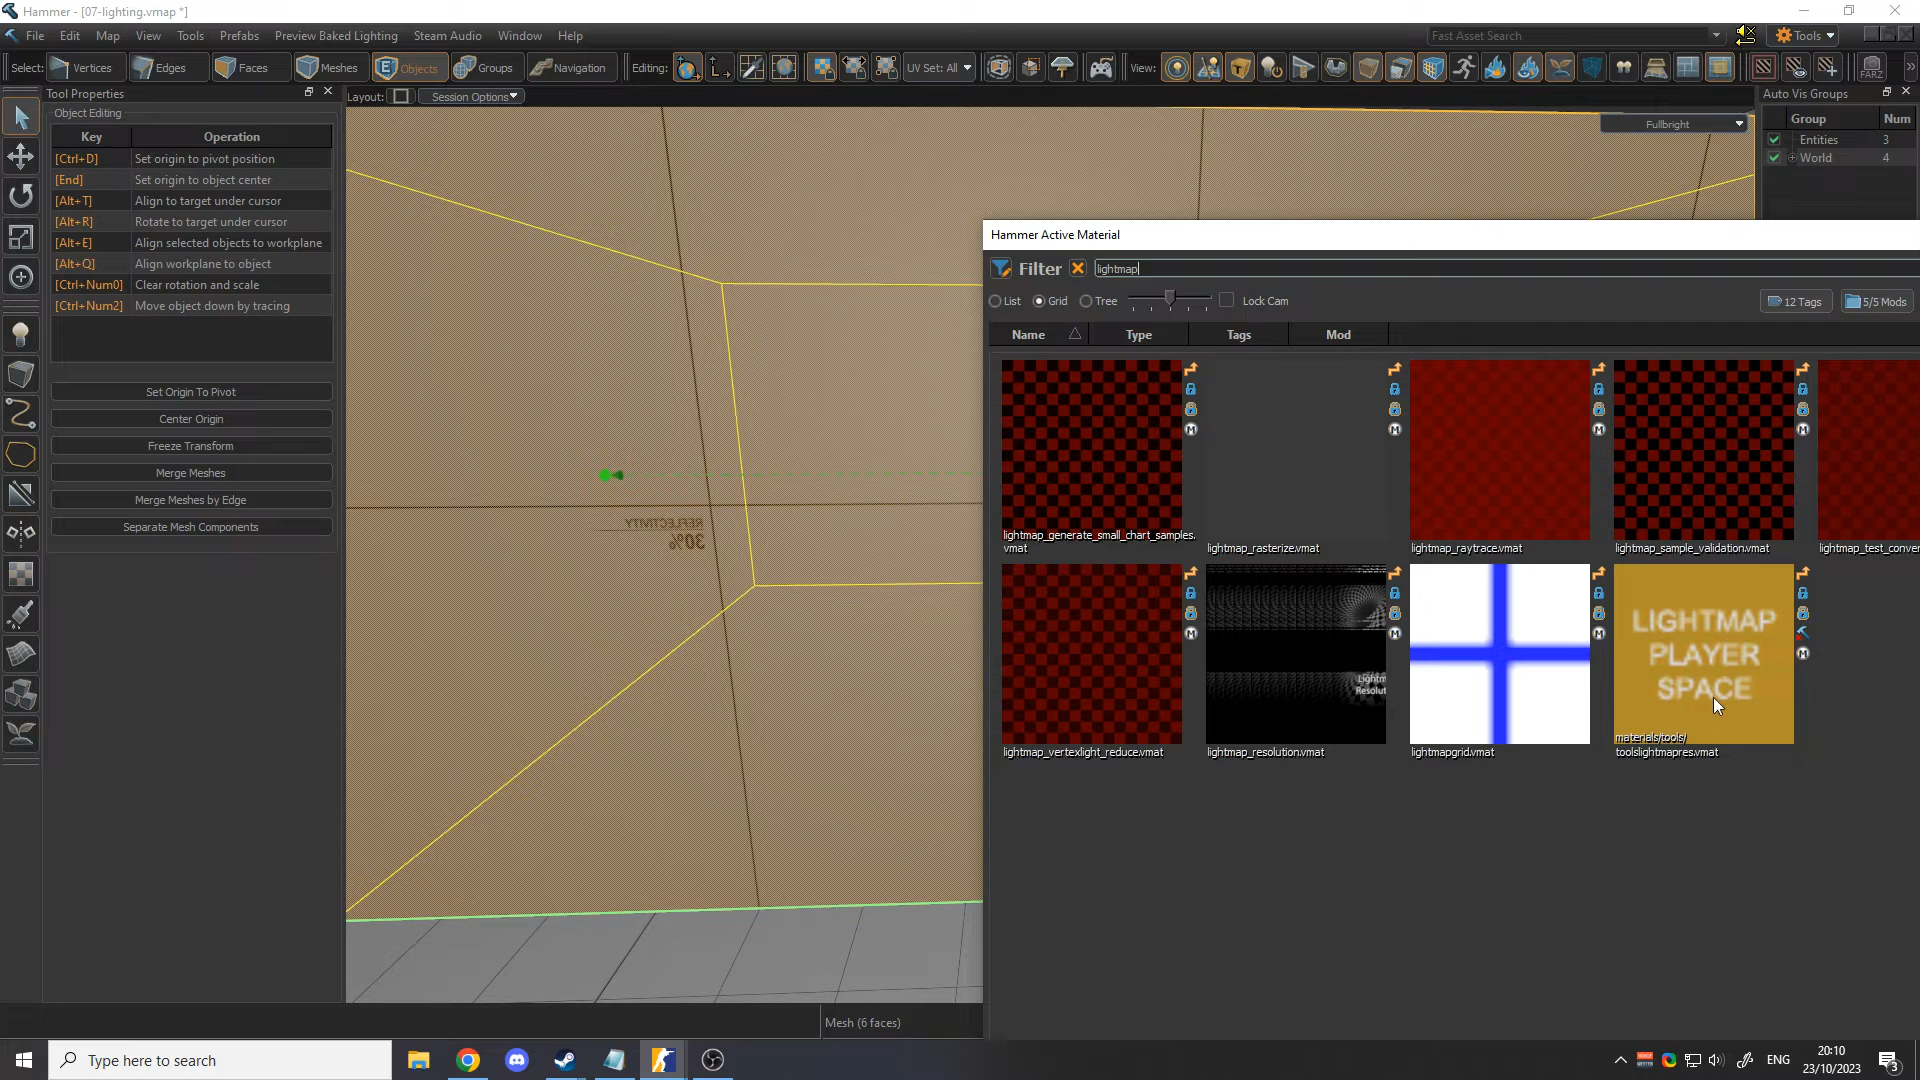 Hammer - [07-lighting.vmap *]
File Edit Map View Tools Prefabs Preview Baked Lighting Steam Audio Window Help
Fast Asset Search
Tools
Select: Vertices Edges Faces Meshes Objects Groups Navigation Editing: UV Set: All View:
FARZ
Tool Properties
Layout: Session Options
Auto Vis Groups
Object Editing
Key Operation
[Ctrl+D] Set origin to pivot position
[End] Set origin to object center
[Alt+T] Align to target under cursor
[Alt+R] Rotate to target under cursor
[Alt+E] Align selected objects to workplane
[Alt+Q] Align workplane to object
[Ctrl+Num0] Clear rotation and scale
[Ctrl+Num2] Move object down by tracing
Set Origin To Pivot
Center Origin
Freeze Transform
Merge Meshes
Merge Meshes by Edge
Separate Mesh Components
Fullbright
Group Num
Entities 3
World 4
REFLECTIVITY
30%
Hammer Active Material
Filter lightmap
List Grid Tree Lock Cam 12 Tags 5/5 Mods
Name Type Tags Mod
lightmap_generate_small_chart_samples.
vmat
lightmap_rasterize.vmat
lightmap_raytrace.vmat
lightmap_sample_validation.vmat
lightmap_test_conver
Lightm
Resolut
LIGHTMAP
PLAYER
SPACE
lightmap_vertexlight_reduce.vmat
lightmap_resolution.vmat
lightmapgrid.vmat
materials/tools/
toolslightmapres.vmat
Mesh (6 faces)
Type here to search
ENG
20:10
23/10/2023
3